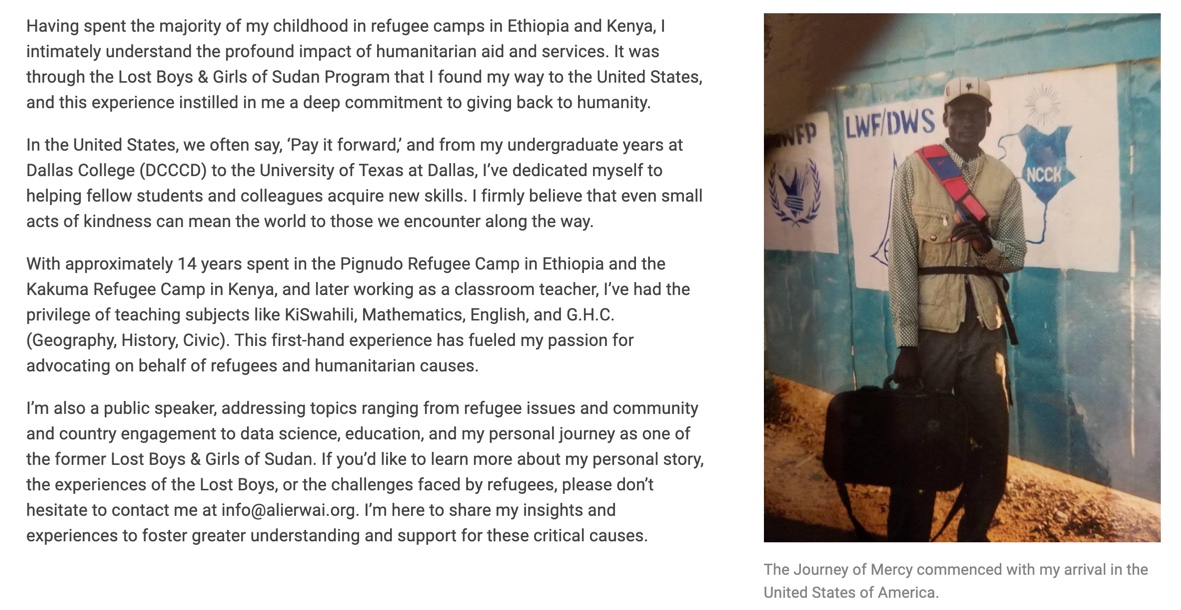 Having spent the majority of my childhood in refugee camps in Ethiopia and Kenya, I
intimately understand the profound impact of humanitarian aid and services. It was
through the Lost Boys & Girls of Sudan Program that I found my way to the United States,
and this experience instilled in me a deep commitment to giving back to humanity.
In the United States, we often say, ‘Pay it forward,’ and from my undergraduate years at
Dallas College (DCCCD) to the University of Texas at Dallas, I’ve dedicated myself to
helping fellow students and colleagues acquire new skills. I firmly believe that even small
acts of kindness can mean the world to those we encounter along the way.
With approximately 14 years spent in the Pignudo Refugee Camp in Ethiopia and the
Kakuma Refugee Camp in Kenya, and later working as a classroom teacher, I’ve had the
privilege of teaching subjects like KiSwahili, Mathematics, English, and G.H.C.
(Geography, History, Civic). This first-hand experience has fueled my passion for
advocating on behalf of refugees and humanitarian causes.
I’m also a public speaker, addressing topics ranging from refugee issues and community
and country engagement to data science, education, and my personal journey as one of
the former Lost Boys & Girls of Sudan. If you’d like to learn more about my personal story,
the experiences of the Lost Boys, or the challenges faced by refugees, please don’t
hesitate to contact me at info@alierwai.org. I’m here to share my insights and
experiences to foster greater understanding and support for these critical causes.
WFP
LWF/DWS
NCCK
The Journey of Mercy commenced with my arrival in the
United States of America.